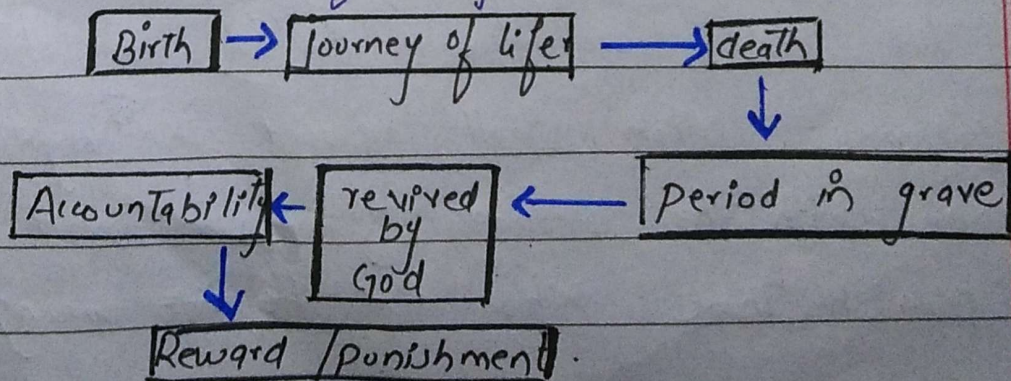 Birth → Journey of life → death
↓
Accountability ← revived by God ← period in grave
↓
Reward / punishment.